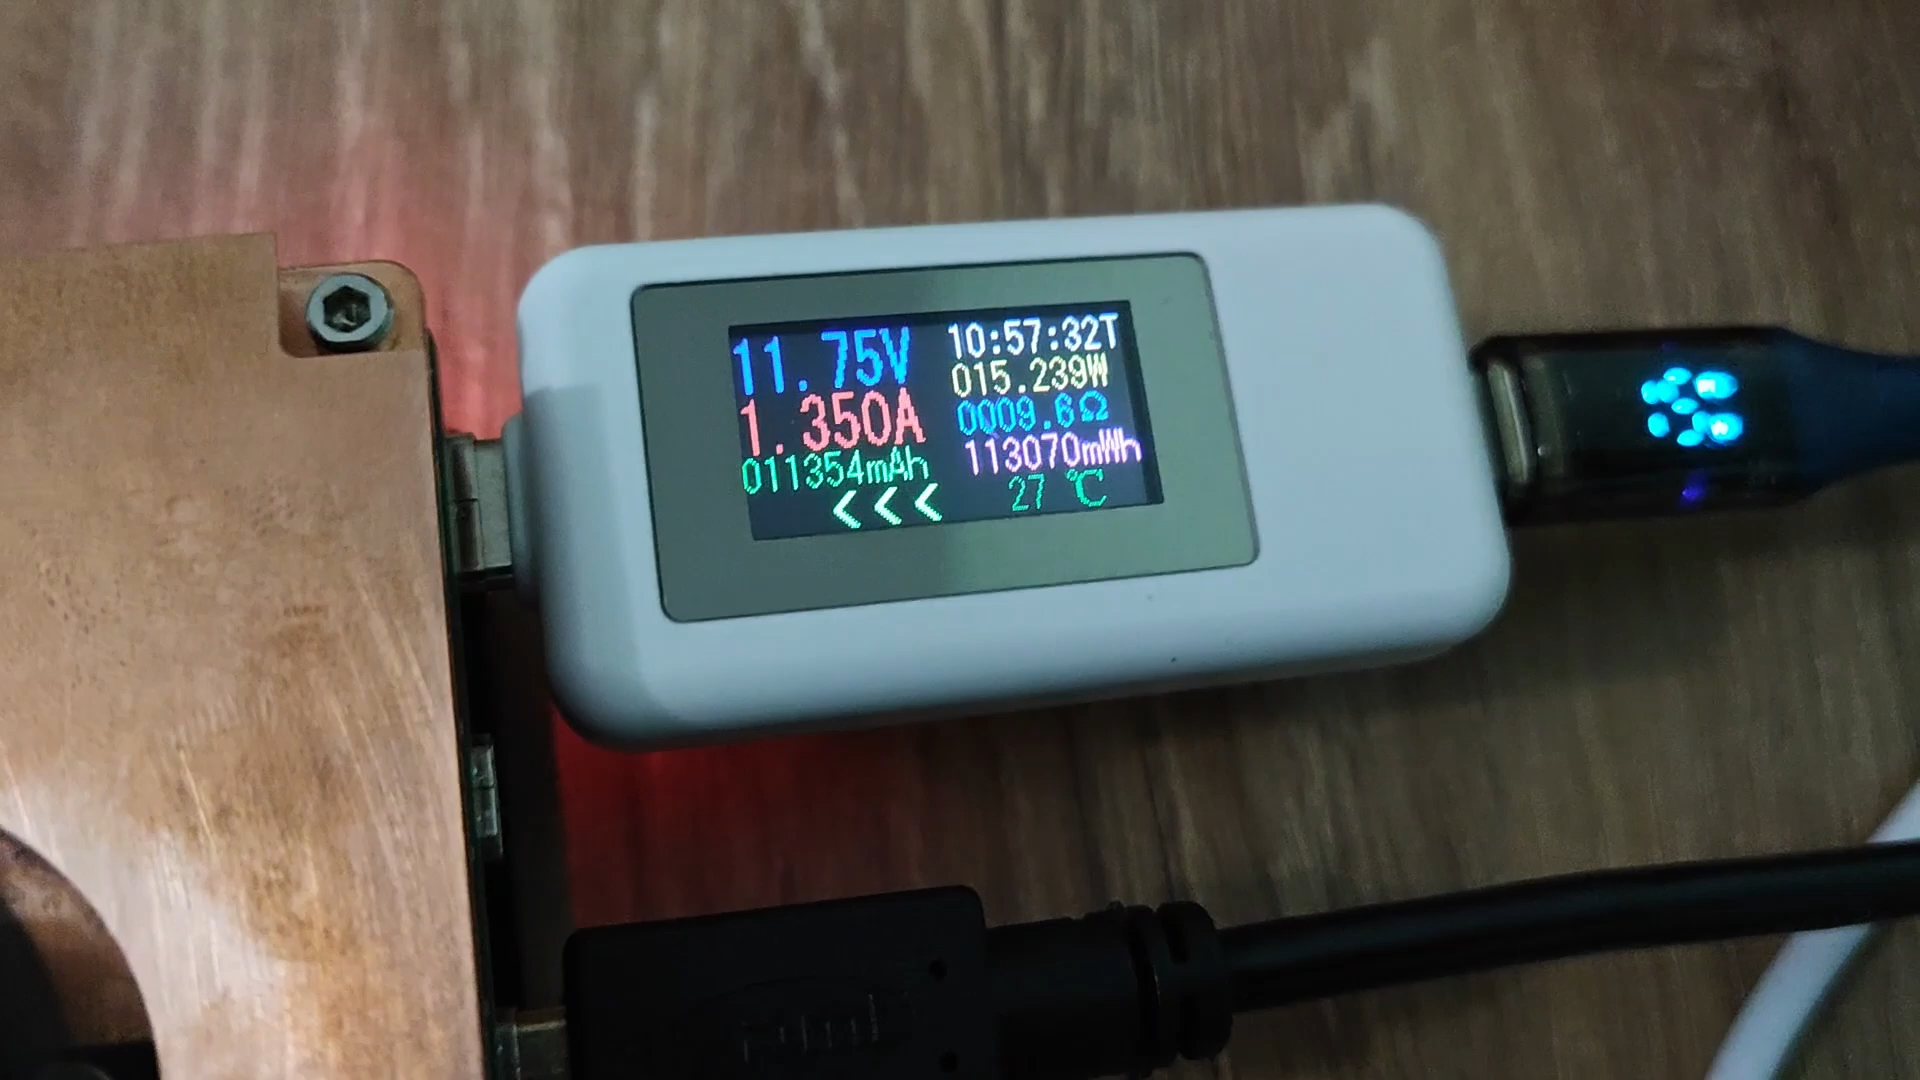 11.75V
1.350A
011354mAh
<<<
10:57:32T
015.239W
0009.6Ω
113070mWh
27 ℃